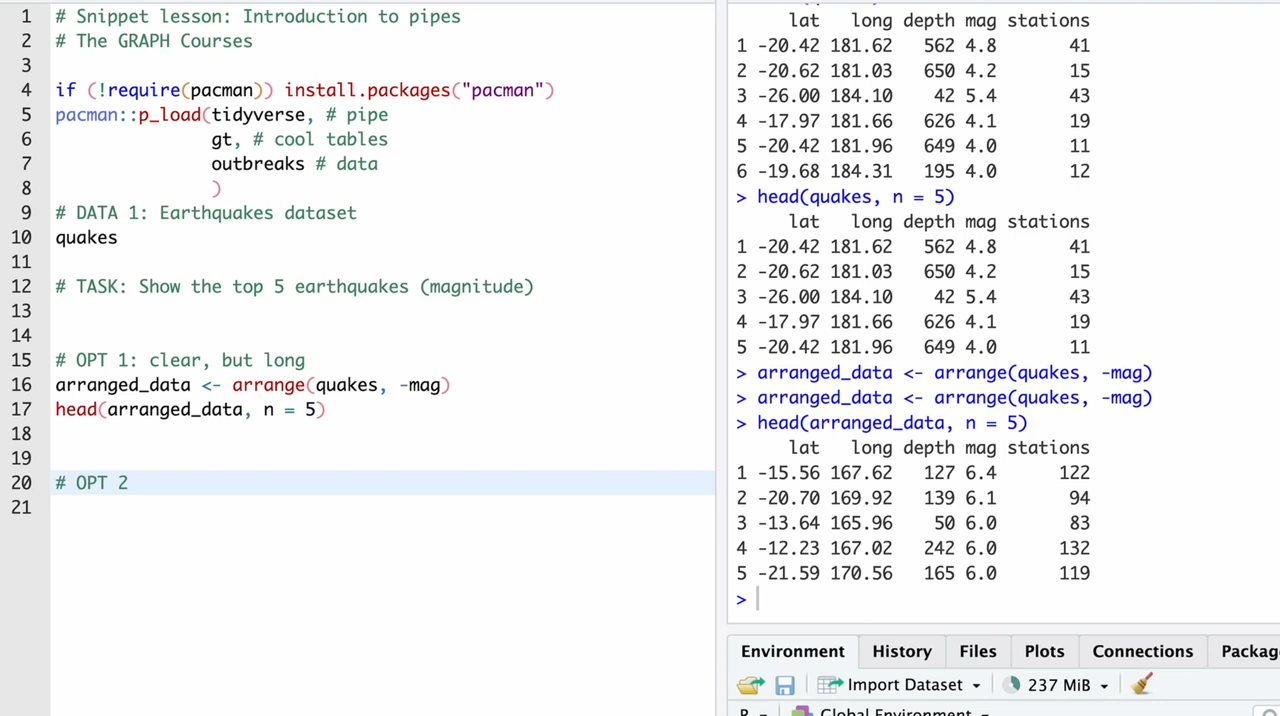 1 # Snippet lesson: Introduction to pipes
2 # The GRAPH Courses
3
4 if (!require(pacman)) install.packages("pacman")
5 pacman::p_load(tidyverse, # pipe
6 gt, # cool tables
7 outbreaks # data
8 )
9 # DATA 1: Earthquakes dataset
10 quakes
11
12 # TASK: Show the top 5 earthquakes (magnitude)
13
14
15 # OPT 1: clear, but long
16 arranged_data <- arrange(quakes, -mag)
17 head(arranged_data, n = 5)
18
19
20 # OPT 2
21
lat long depth mag stations
1 -20.42 181.62 562 4.8 41
2 -20.62 181.03 650 4.2 15
3 -26.00 184.10 42 5.4 43
4 -17.97 181.66 626 4.1 19
5 -20.42 181.96 649 4.0 11
6 -19.68 184.31 195 4.0 12
> head(quakes, n = 5)
lat long depth mag stations
1 -20.42 181.62 562 4.8 41
2 -20.62 181.03 650 4.2 15
3 -26.00 184.10 42 5.4 43
4 -17.97 181.66 626 4.1 19
5 -20.42 181.96 649 4.0 11
> arranged_data <- arrange(quakes, -mag)
> arranged_data <- arrange(quakes, -mag)
> head(arranged_data, n = 5)
lat long depth mag stations
1 -15.56 167.62 127 6.4 122
2 -20.70 169.92 139 6.1 94
3 -13.64 165.96 50 6.0 83
4 -12.23 167.02 242 6.0 132
5 -21.59 170.56 165 6.0 119
>
Environment History Files Plots Connections Packag
Import Dataset 237 MiB
R Global Environment